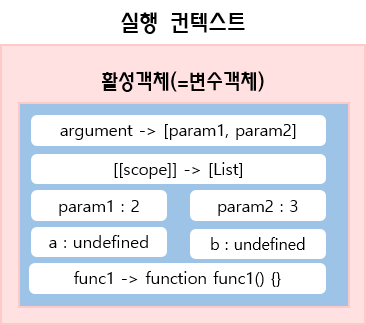 실행 컨텍스트
활성객체(=변수객체)
argument -> [param1, param2]
[[scope]] -> [List]
param1 : 2
param2 : 3
a : undefined
b : undefined
func1 -> function func1() {}